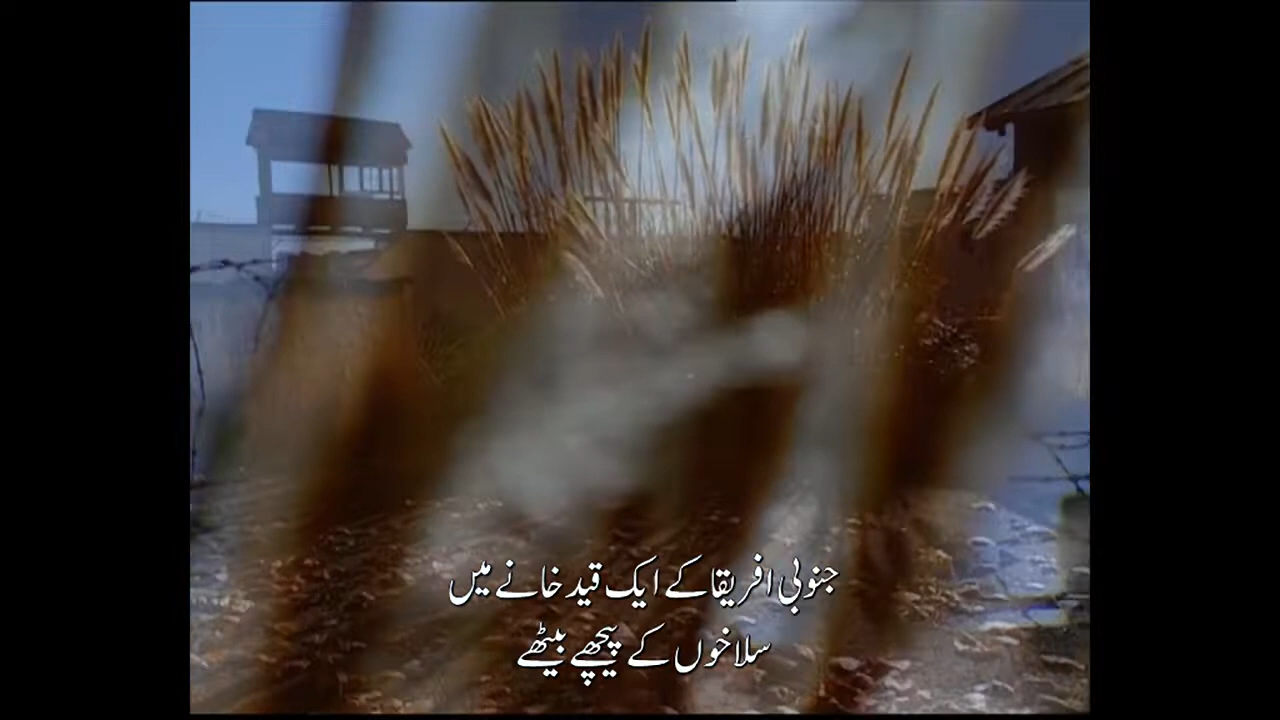 جنوبی افریقا کے ایک قید خانے میں
سلاخوں کے پیچھے بیٹھے